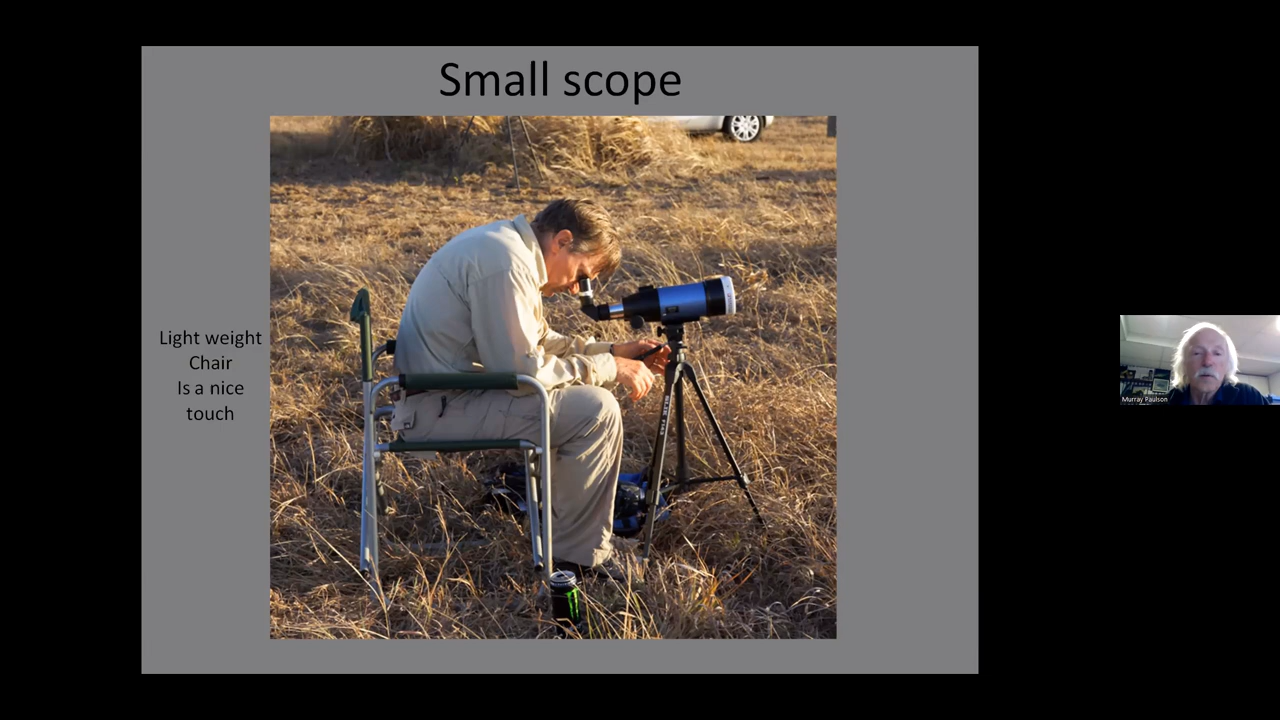 Small scope
Light weight
Chair
Is a nice
touch
Murray Paulson